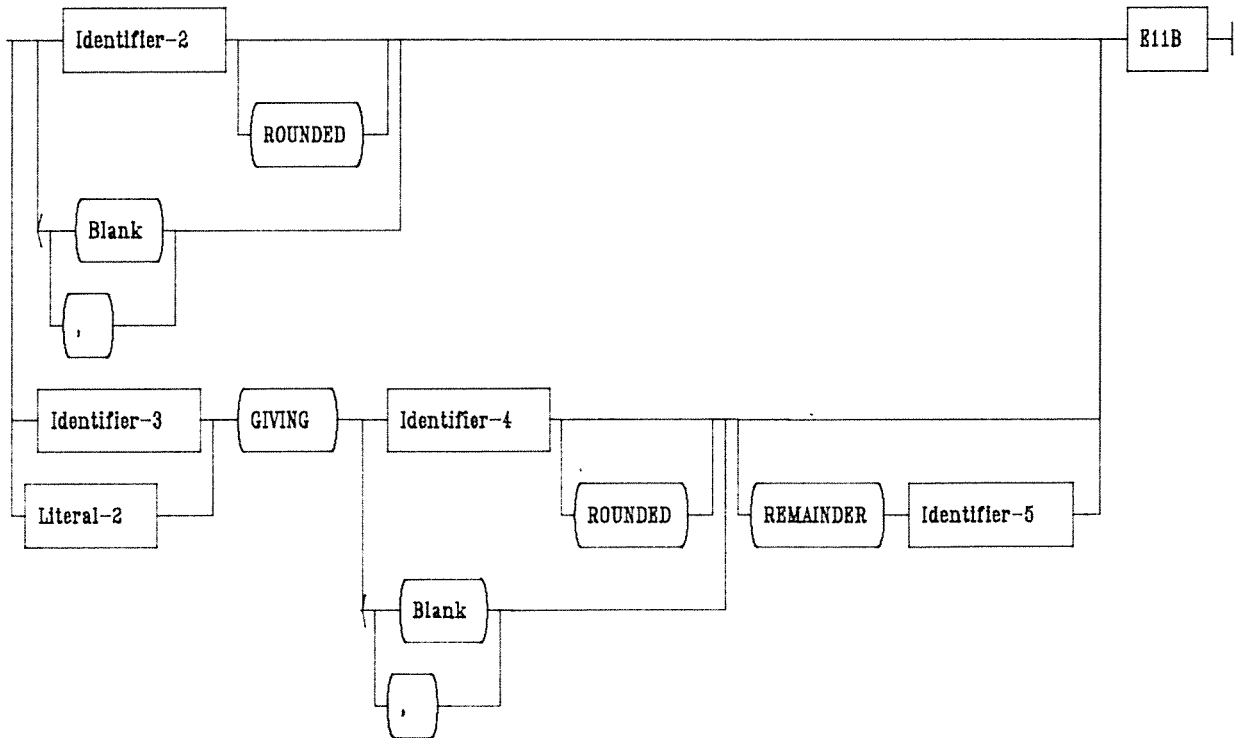 Identifier-2 E11B
ROUNDED
Blank
,
Identifier-3 GIVING Identifier-4
Literal-2 ROUNDED REMAINDER Identifier-5
Blank
,